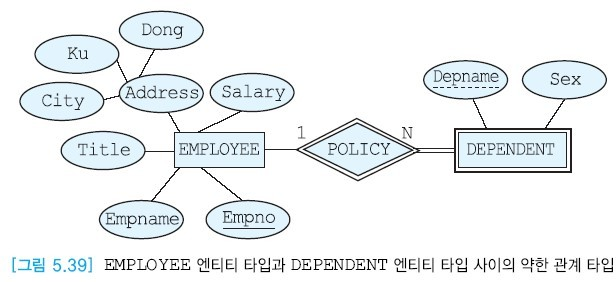 Dong
Ku
City
Address
Salary
Depname
Sex
Title
EMPLOYEE
1
POLICY
N
DEPENDENT
Empname
Empno
[그림 5.39] EMPLOYEE 엔티티 타입과 DEPENDENT 엔티티 타입 사이의 약한 관계 타입